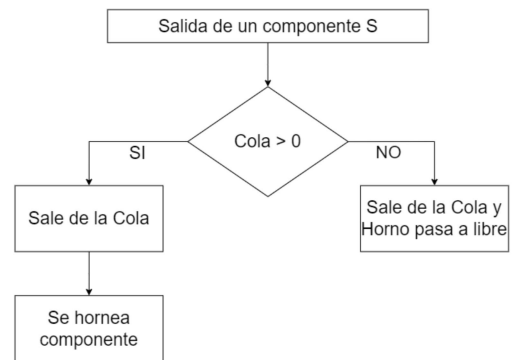 Salida de un componente S
Cola > 0
SI
NO
Sale de la Cola
Sale de la Cola y
Horno pasa a libre
Se hornea
componente